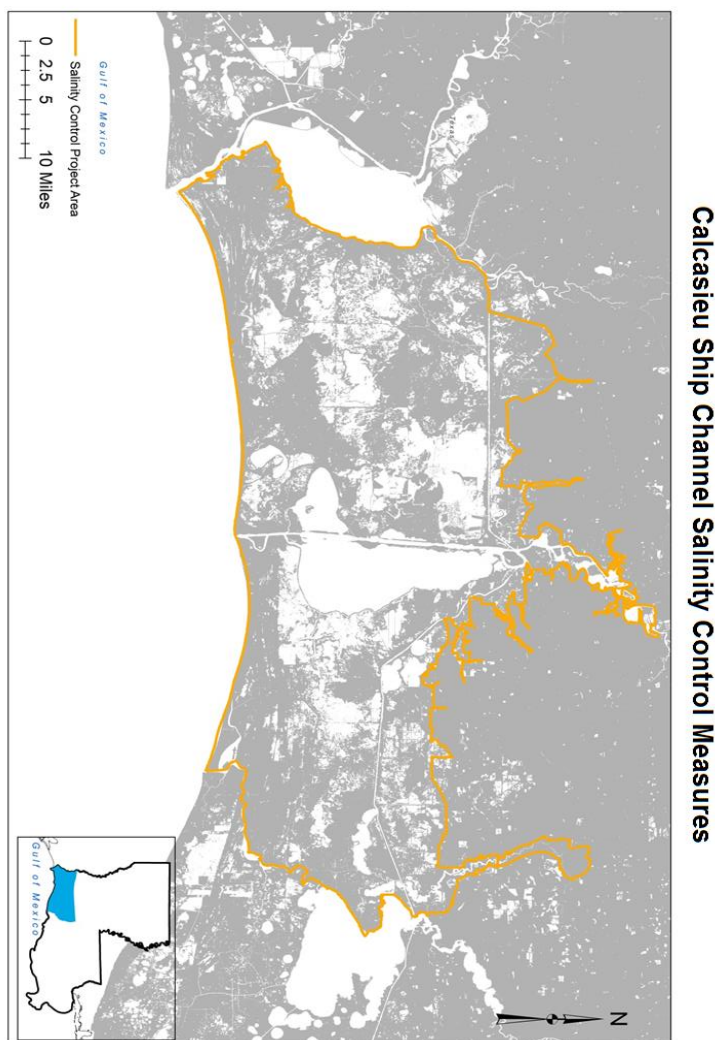 Calcasieu Ship Channel Salinity Control Measures
Texas
N
Gulf of Mexico
Salinity Control Project Area
0 2.5 5 10 Miles
Gulf of Mexico